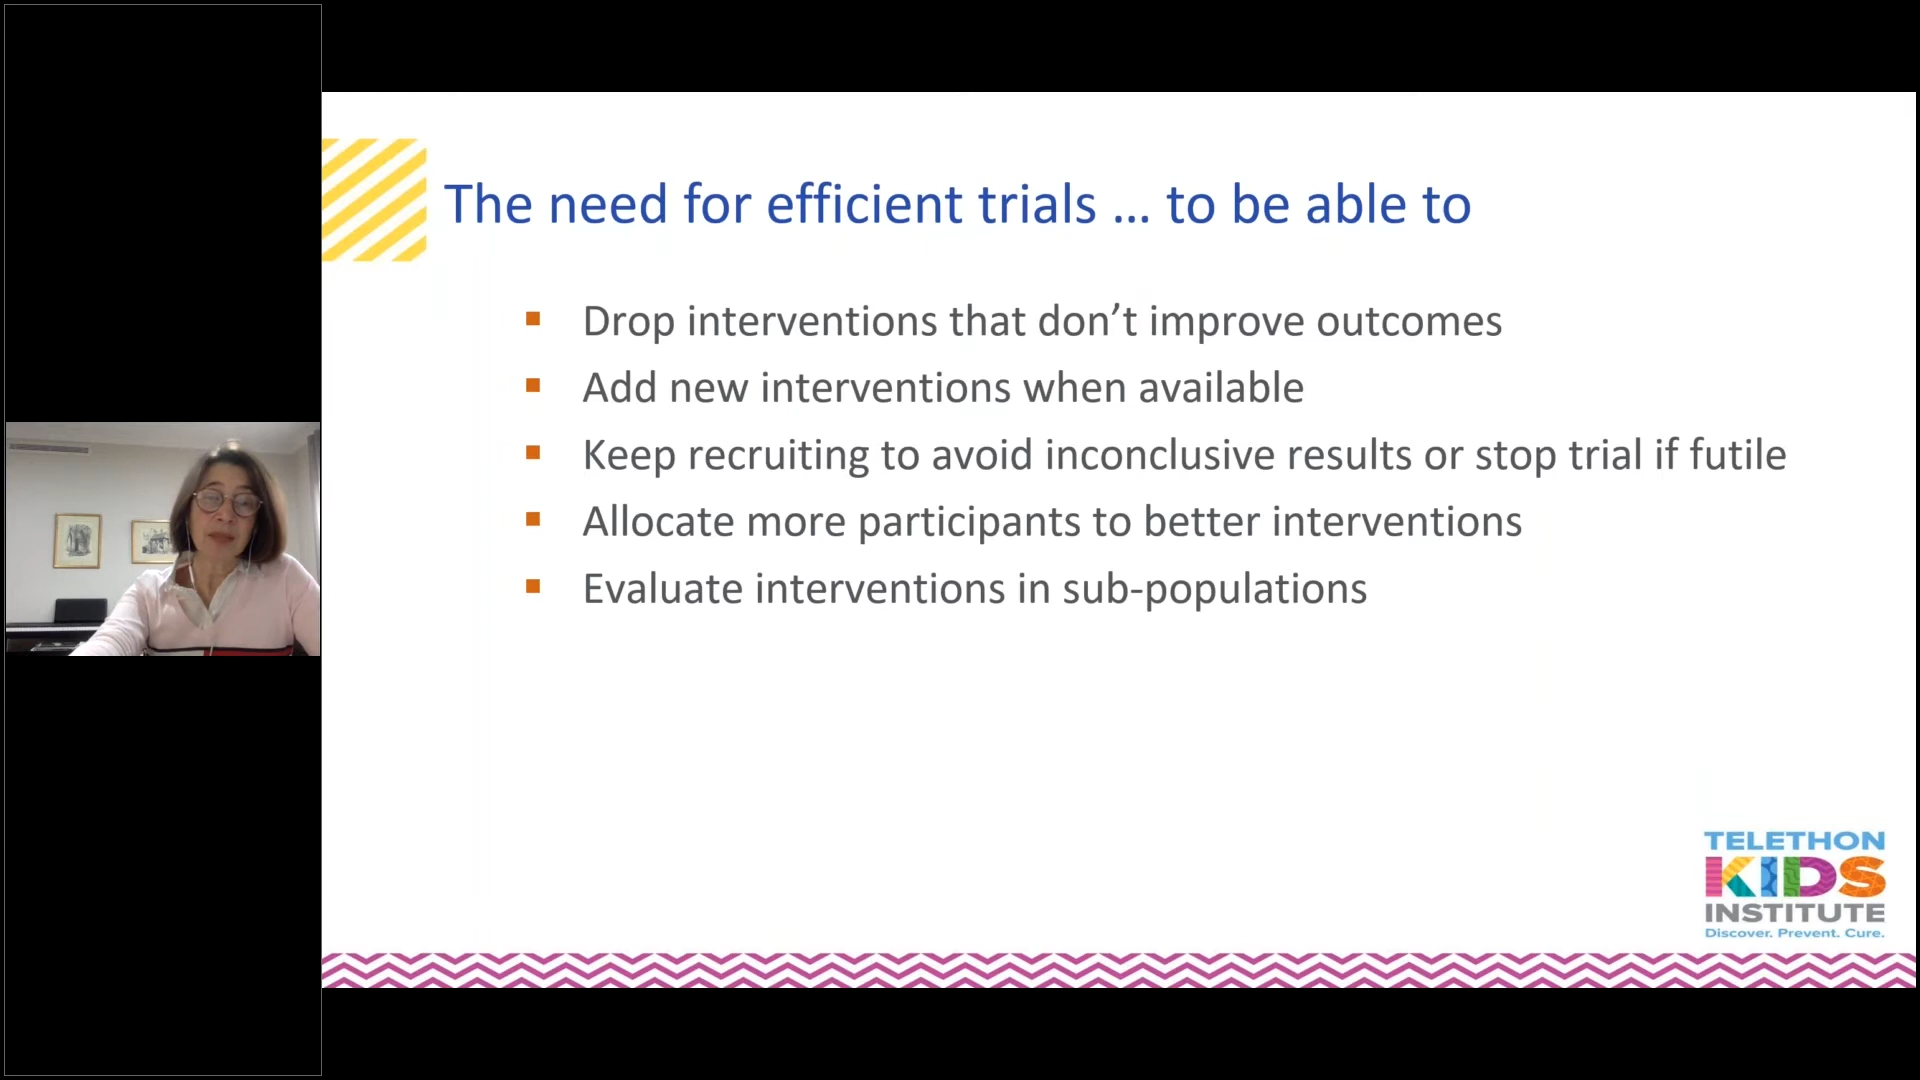 The need for efficient trials ... to be able to
Drop interventions that don’t improve outcomes
Add new interventions when available
Keep recruiting to avoid inconclusive results or stop trial if futile
Allocate more participants to better interventions
Evaluate interventions in sub-populations
TELETHON
KIDS
INSTITUTE
Discover. Prevent. Cure.